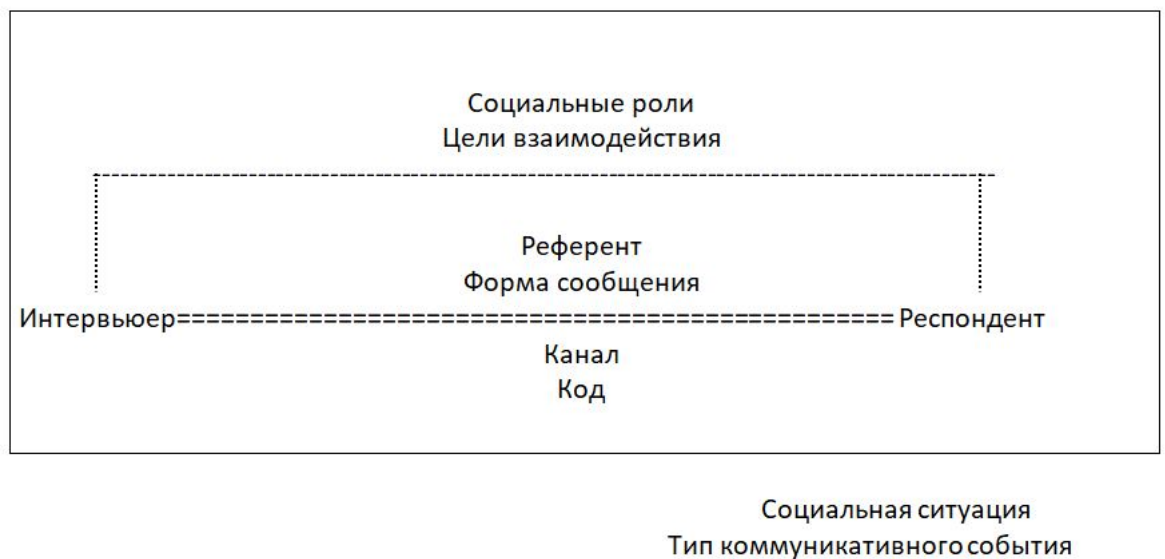 Социальные роли
Цели взаимодействия
Референт
Форма сообщения
Интервьюер================================================Респондент
Канал
Код
Социальная ситуация
Тип коммуникативного события